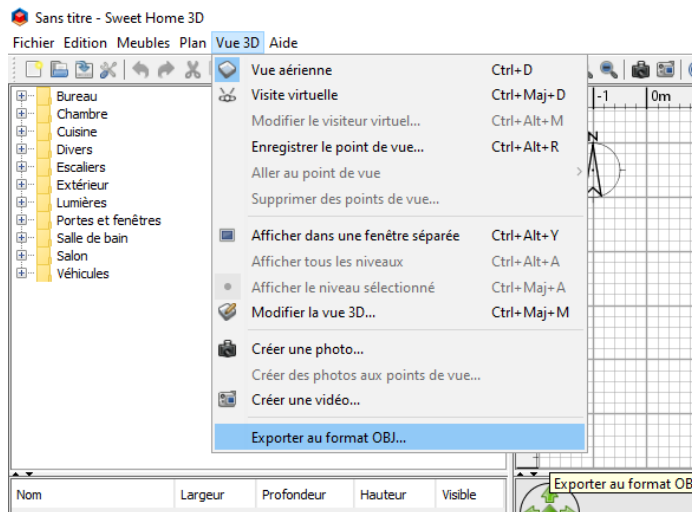 Sans titre - Sweet Home 3D
Fichier Edition Meubles Plan Vue 3D Aide
Vue aérienne Ctrl+D
Visite virtuelle Ctrl+Maj+D
Modifier le visiteur virtuel... Ctrl+Alt+M
Enregistrer le point de vue... Ctrl+Alt+R
Aller au point de vue
Supprimer des points de vue...
Afficher dans une fenêtre séparée Ctrl+Alt+Y
Afficher tous les niveaux Ctrl+Alt+A
Afficher le niveau sélectionné Ctrl+Maj+A
Modifier la vue 3D... Ctrl+Maj+M
Créer une photo...
Créer des photos aux points de vue...
Créer une vidéo...
Exporter au format OBJ...
Bureau
Chambre
Cuisine
Divers
Escaliers
Extérieur
Lumières
Portes et fenêtres
Salle de bain
Salon
Véhicules
-1 0m
N
Exporter au format OB
Nom Largeur Profondeur Hauteur Visible